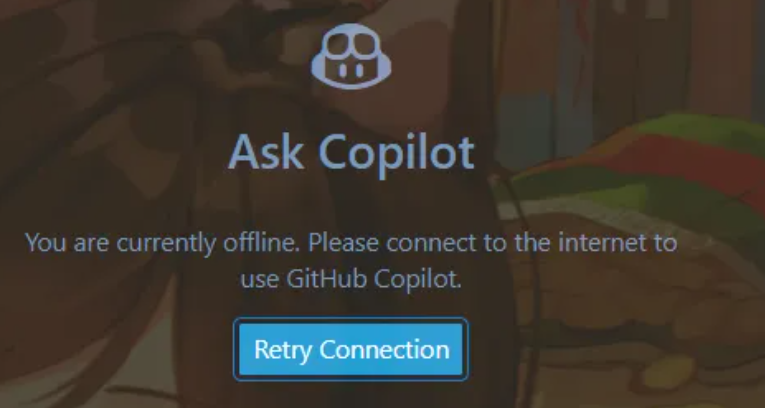 Ask Copilot
You are currently offline. Please connect to the internet to
use GitHub Copilot.
Retry Connection